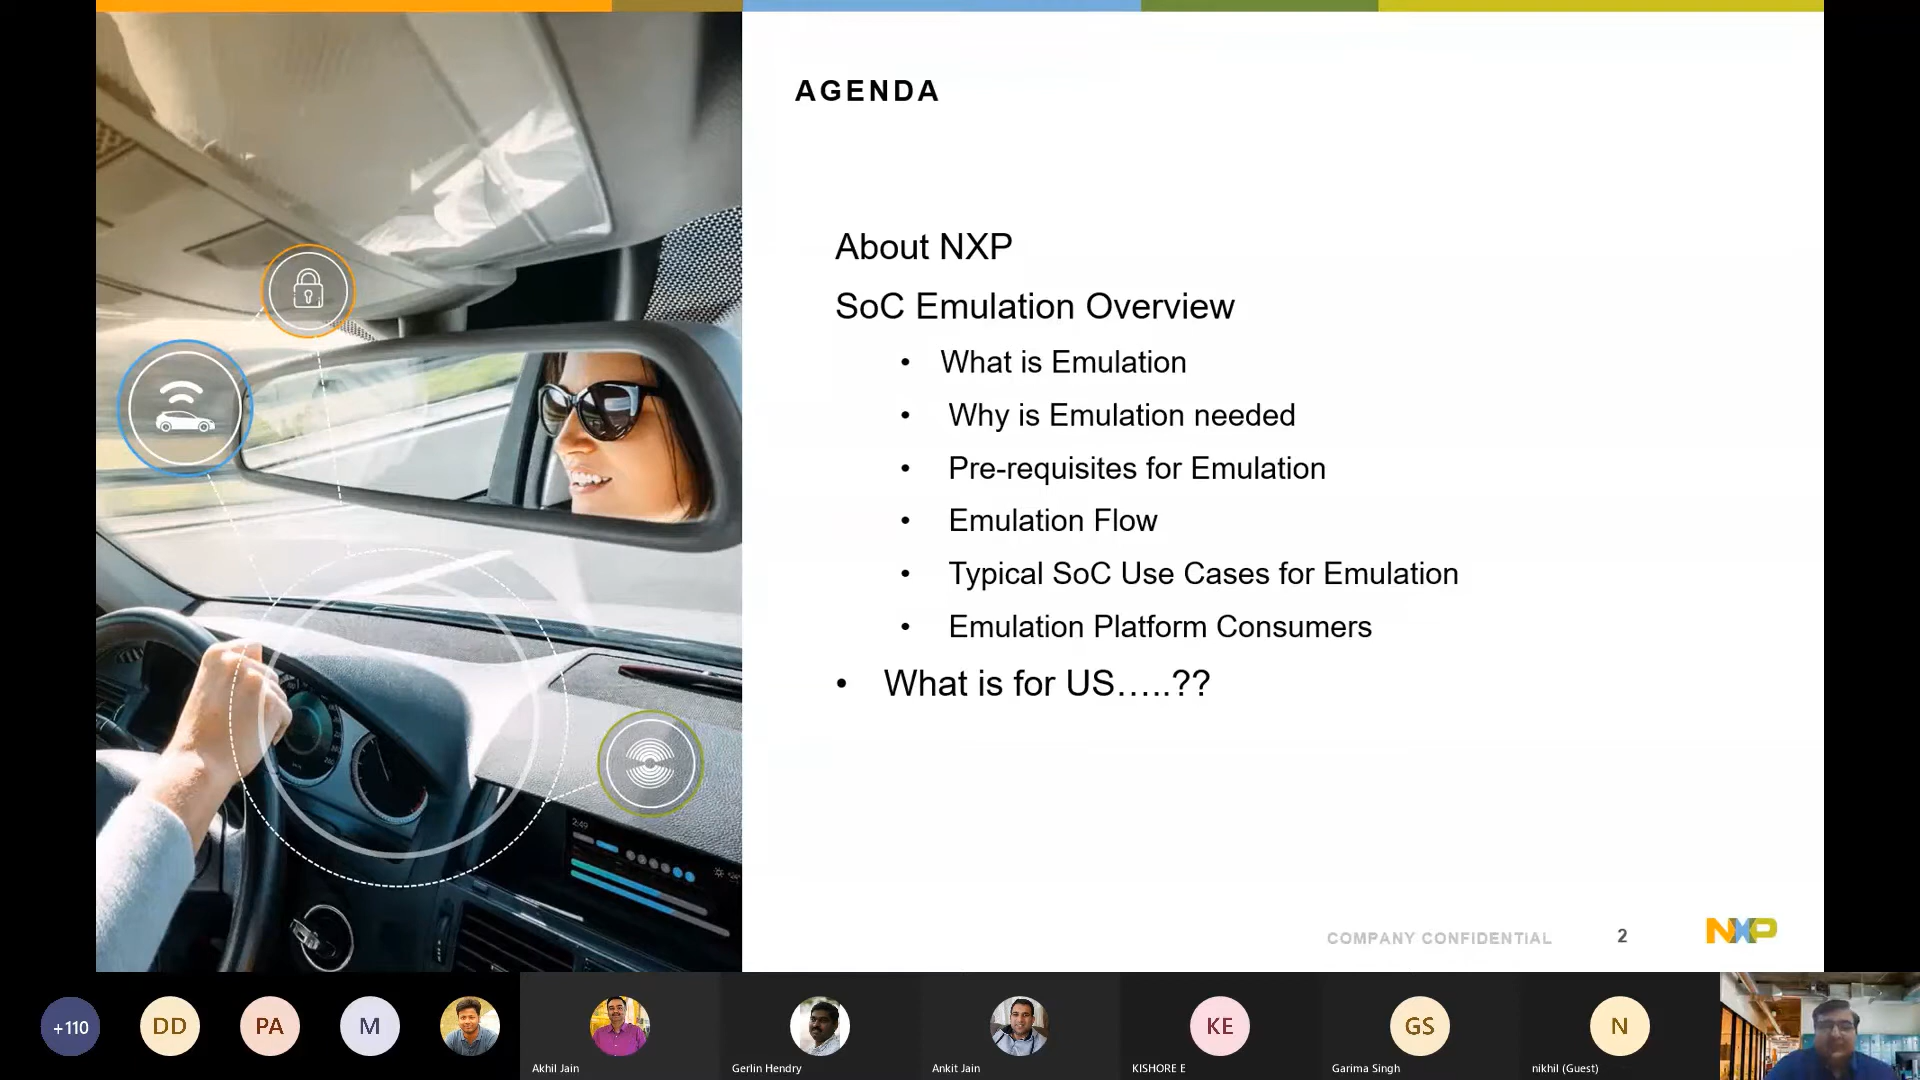 AGENDA
About NXP
SoC Emulation Overview
• What is Emulation
• Why is Emulation needed
• Pre-requisites for Emulation
• Emulation Flow
• Typical SoC Use Cases for Emulation
• Emulation Platform Consumers
• What is for US…..??
2:49
COMPANY CONFIDENTIAL
2
NXP
+110
DD
PA
M
KE
GS
N
Akhil Jain
Gerlin Hendry
Ankit Jain
KISHORE E
Garima Singh
nikhil (Guest)